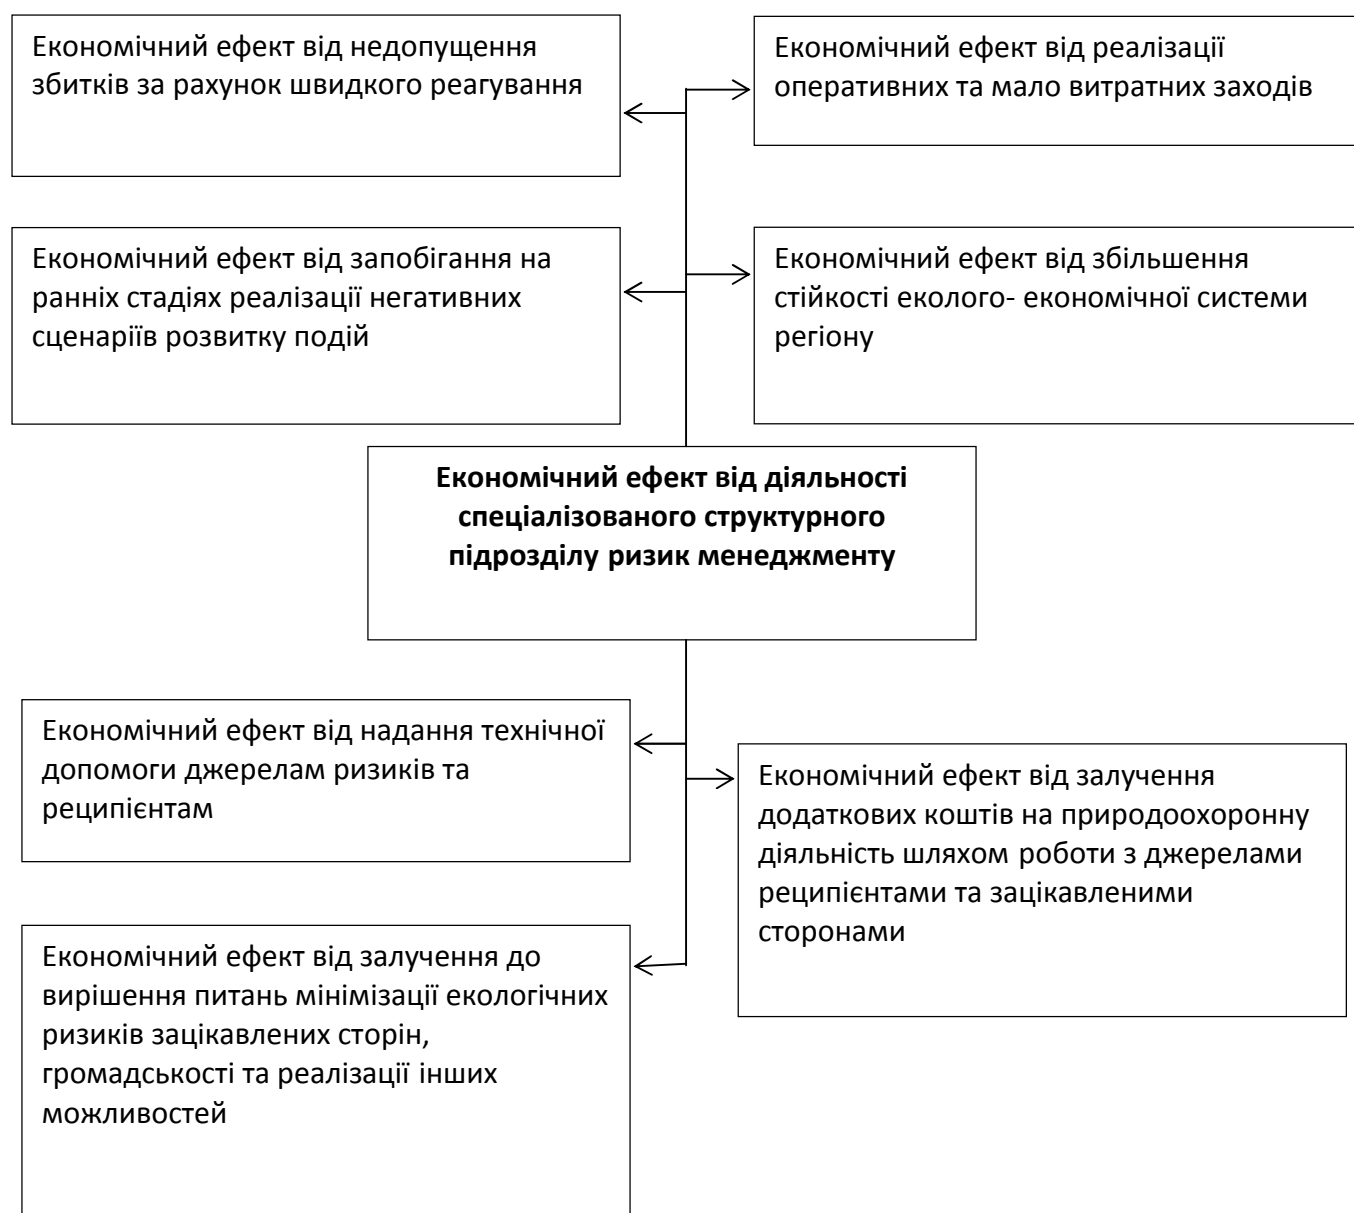 Економічний ефект від недопущення
збитків за рахунок швидкого реагування
Економічний ефект від реалізації
оперативних та мало витратних заходів
Економічний ефект від запобігання на
ранніх стадіях реалізації негативних
сценаріїв розвитку подій
Економічний ефект від збільшення
стійкості еколого- економічної системи
регіону
Економічний ефект від діяльності
спеціалізованого структурного
підрозділу ризик менеджменту
Економічний ефект від надання технічної
допомоги джерелам ризиків та
реципієнтам
Економічний ефект від залучення
додаткових коштів на природоохоронну
діяльність шляхом роботи з джерелами
реципієнтами та зацікавленими
сторонами
Економічний ефект від залучення до
вирішення питань мінімізації екологічних
ризиків зацікавлених сторін,
громадськості та реалізації інших
можливостей